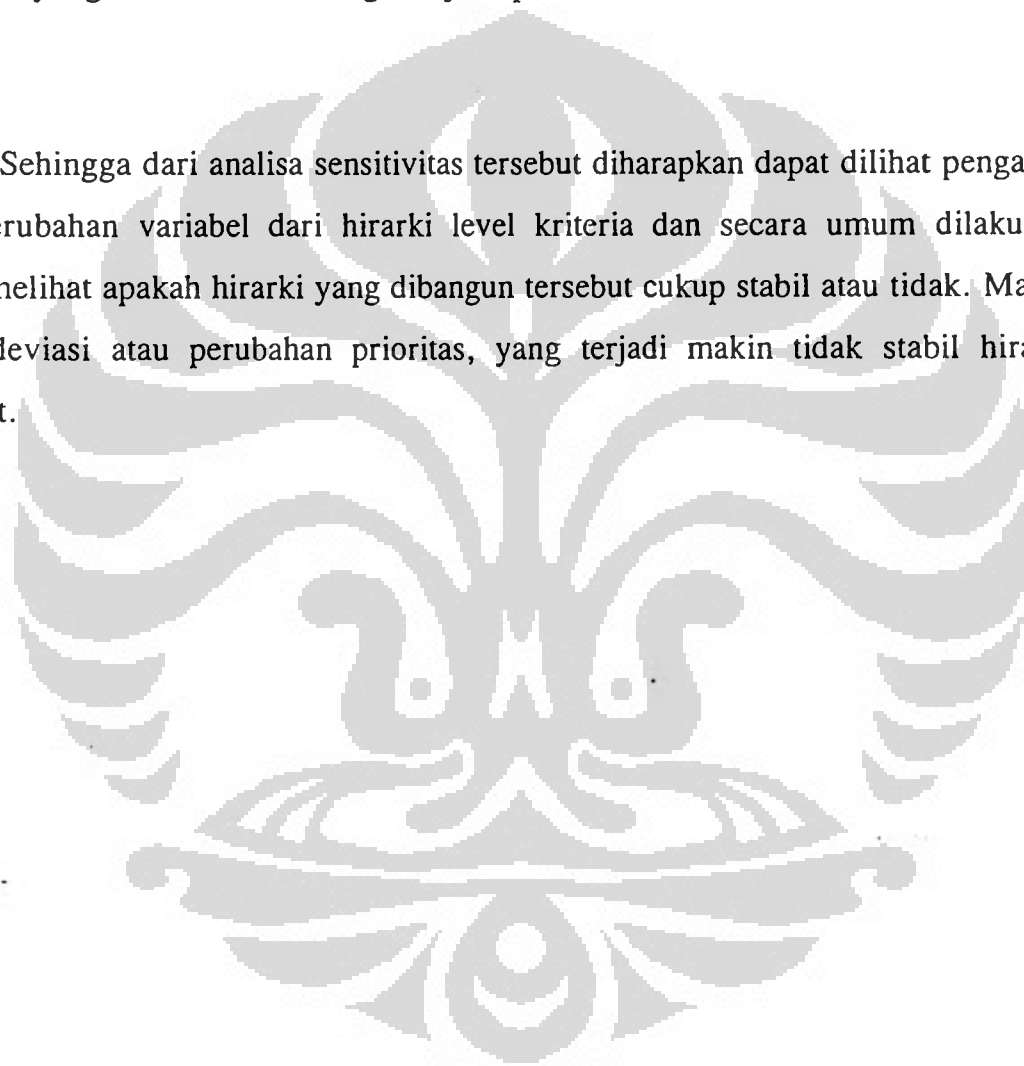 Sehingga dari analisa sensitivitas tersebut diharapkan dapat dilihat penga
erubahan variabel dari hirarki level kriteria dan secara umum dilaku
melihat apakah hirarki yang dibangun tersebut cukup stabil atau tidak. Ma
deviasi atau perubahan prioritas, yang terjadi makin tidak stabil hira
t.